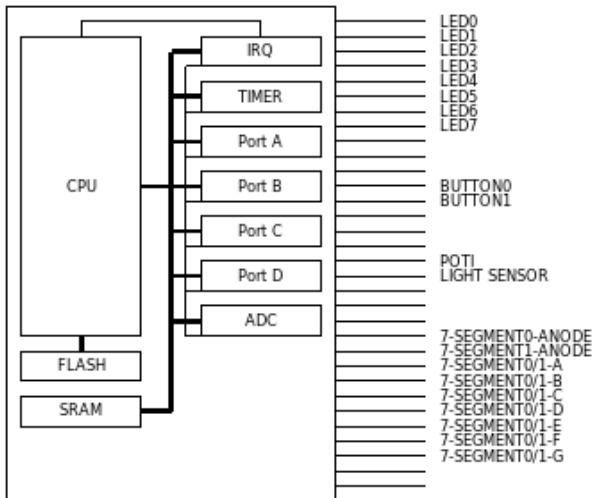 CPU
FLASH
SRAM
IRQ
TIMER
Port A
Port B
Port C
Port D
ADC
LED0
LED1
LED2
LED3
LED4
LED5
LED6
LED7
BUTTON0
BUTTON1
POTI
LIGHT SENSOR
7-SEGMENT0-ANODE
7-SEGMENT1-ANODE
7-SEGMENT0/1-A
7-SEGMENT0/1-B
7-SEGMENT0/1-C
7-SEGMENT0/1-D
7-SEGMENT0/1-E
7-SEGMENT0/1-F
7-SEGMENT0/1-G